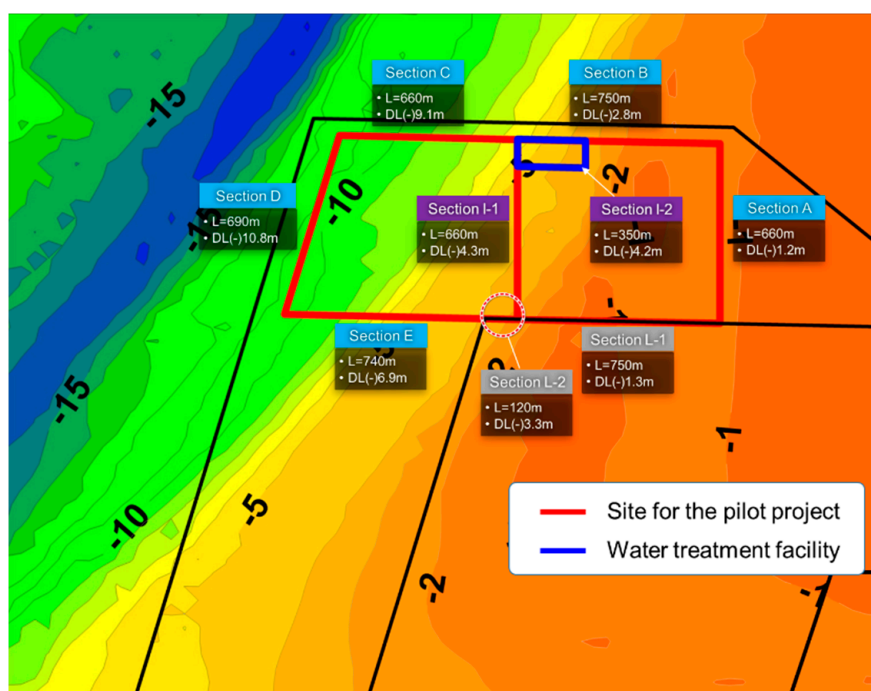 -15
Section C
• L=660m
• DL(-)9.1m
Section B
• L=750m
• DL(-)2.8m
-2
Section D
• L=690m
• DL(-)10.8m
-15
-10
Section I-1
• L=660m
• DL(-)4.3m
Section I-2
• L=350m
• DL(-)4.2m
Section A
• L=660m
• DL(-)1.2m
Section E
• L=740m
• DL(-)6.9m
Section L-1
• L=750m
• DL(-)1.3m
Section L-2
• L=120m
• DL(-)3.3m
-15
-1
-10
-5
-2
Site for the pilot project
Water treatment facility
-1